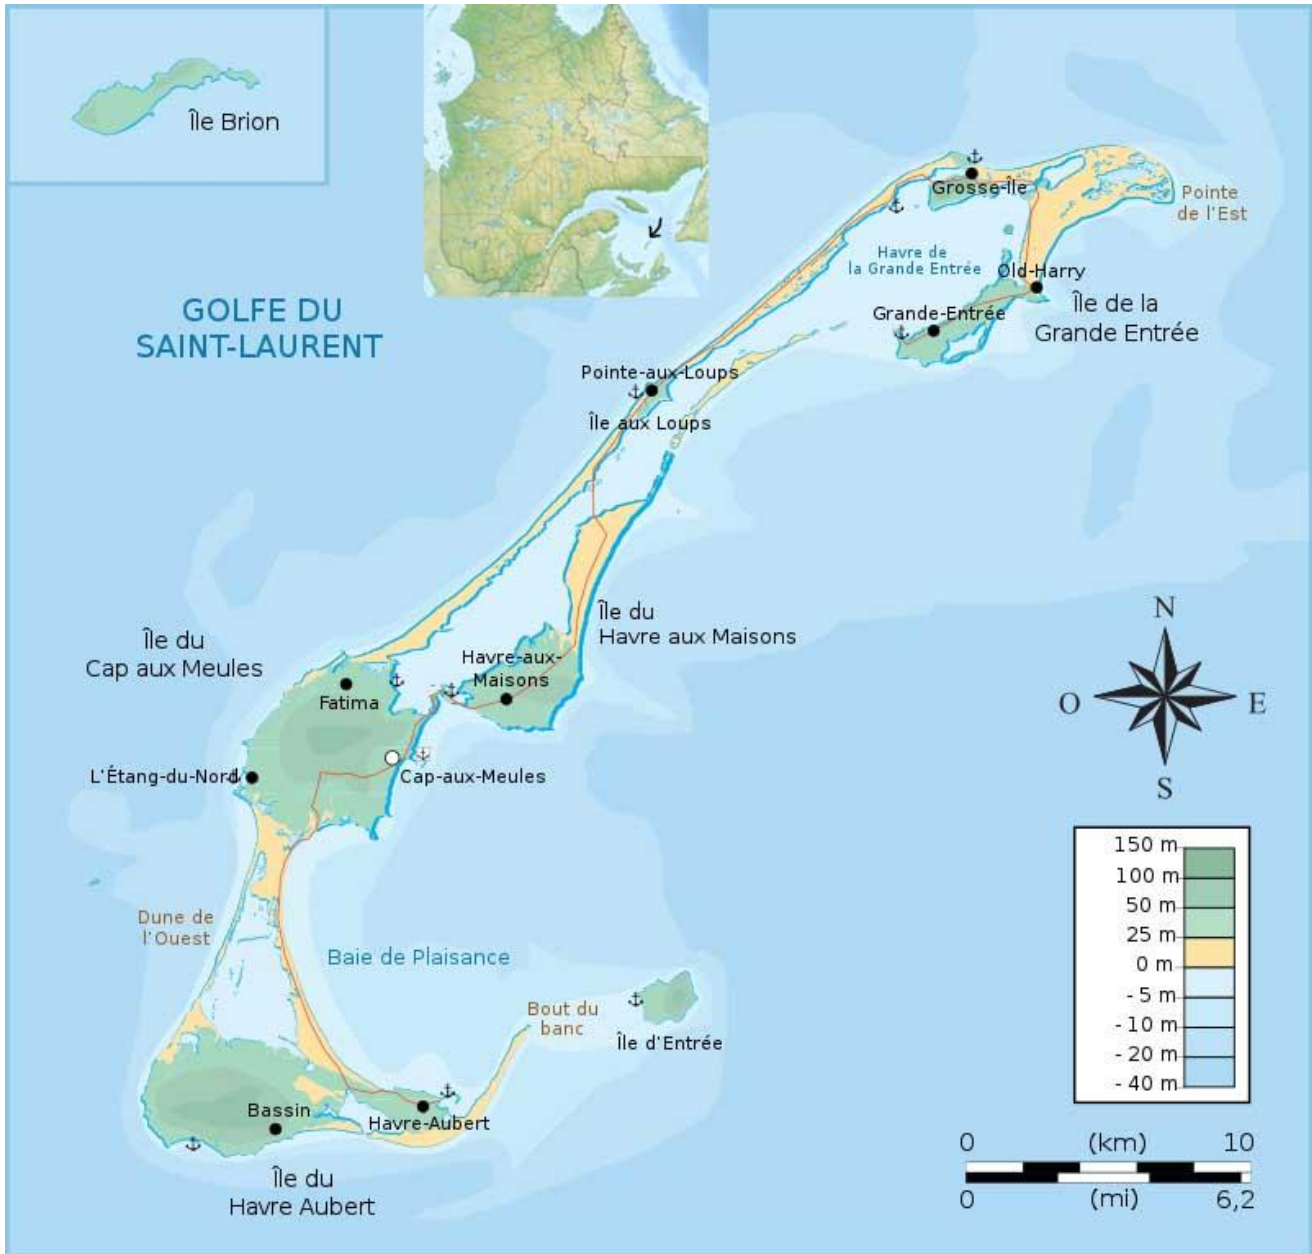 Île Brion
GOLFE DU
SAINT-LAURENT
Grosse-Île
Pointe
de l'Est
Havre de
la Grande Entrée
Old-Harry
Île de la
Grande Entrée
Grande-Entrée
Pointe-aux-Loups
Île aux Loups
Île du
Havre aux Maisons
Île du
Cap aux Meules
Havre-aux-
Maisons
Fatima
L'Étang-du-Nord
Cap-aux-Meules
N
O
E
S
Dune de
l'Ouest
Baie de Plaisance
Bout du
banc
Île d'Entrée
Bassin
Havre-Aubert
Île du
Havre Aubert
150 m
100 m
50 m
25 m
0 m
- 5 m
- 10 m
- 20 m
- 40 m
0 (km) 10
0 (mi) 6,2